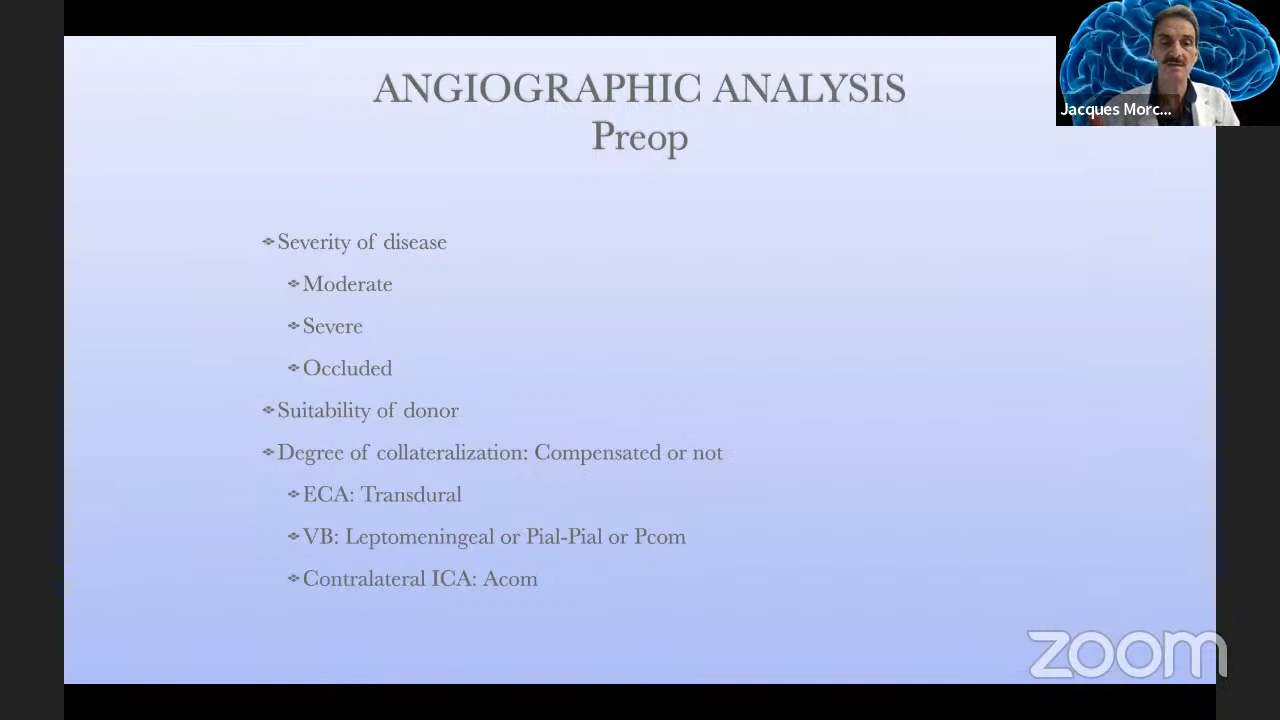 ANGIOGRAPHIC ANALYSIS
Preop
Jacques Morc...
Severity of disease
Moderate
Severe
Occluded
Suitability of donor
Degree of collateralization: Compensated or not
ECA: Transdural
VB: Leptomeningeal or Pial-Pial or Pcom
Contralateral ICA: Acom
zoom